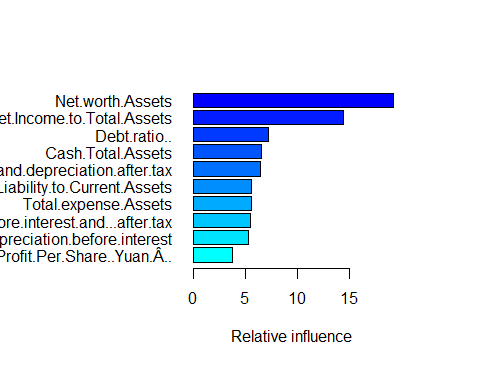 Net.worth.Assets
et.Income.to.Total.Assets
Debt.ratio..
Cash.Total.Assets
and.depreciation.after.tax
Liability.to.Current.Assets
Total.expense.Assets
ore.interest.and...after.tax
preciation.before.interest
Profit.Per.Share..Yuan.Â..
0 5 10 15
Relative influence